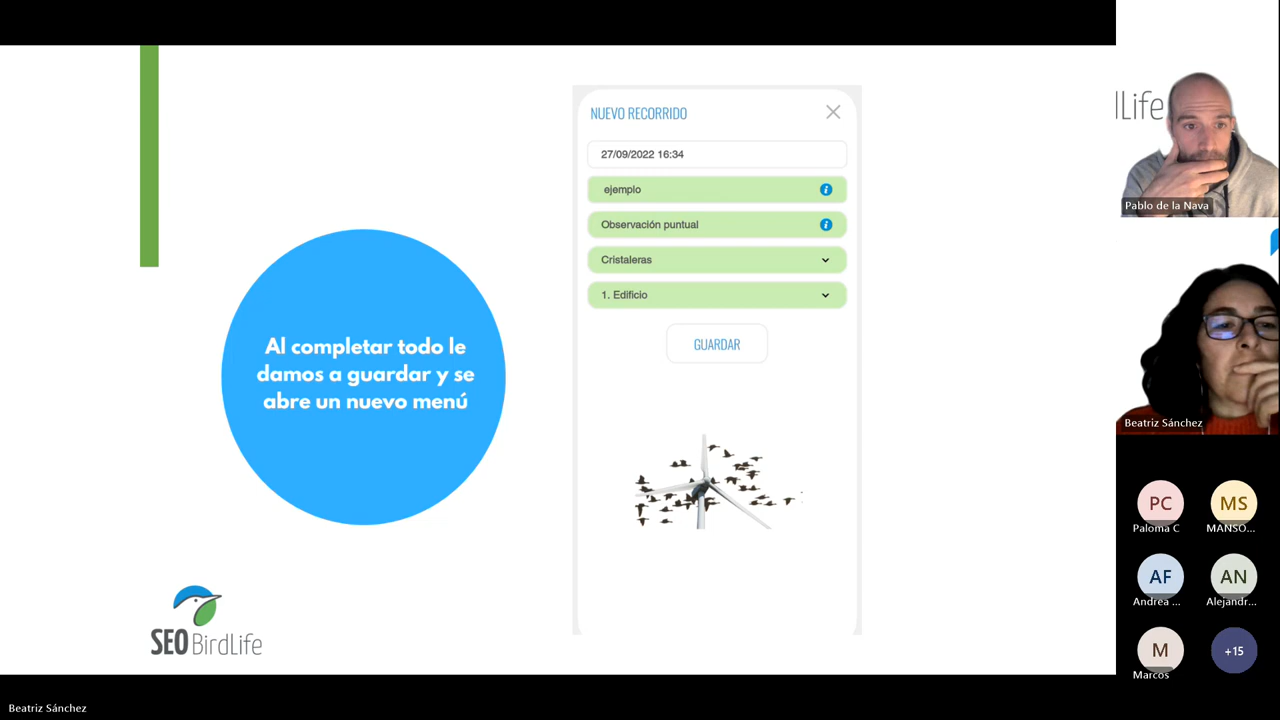 NUEVO RECORRIDO
27/09/2022 16:34
ejemplo
Observación puntual
Cristaleras
1. Edificio
GUARDAR
Al completar todo le
damos a guardar y se
abre un nuevo menú
SEO BirdLife
dLife
Pablo de la Nava
Beatriz Sánchez
PC
Paloma C
MS
MANSO...
AF
Andrea ...
AN
Alejandr...
M
Marcos
+15
Beatriz Sánchez